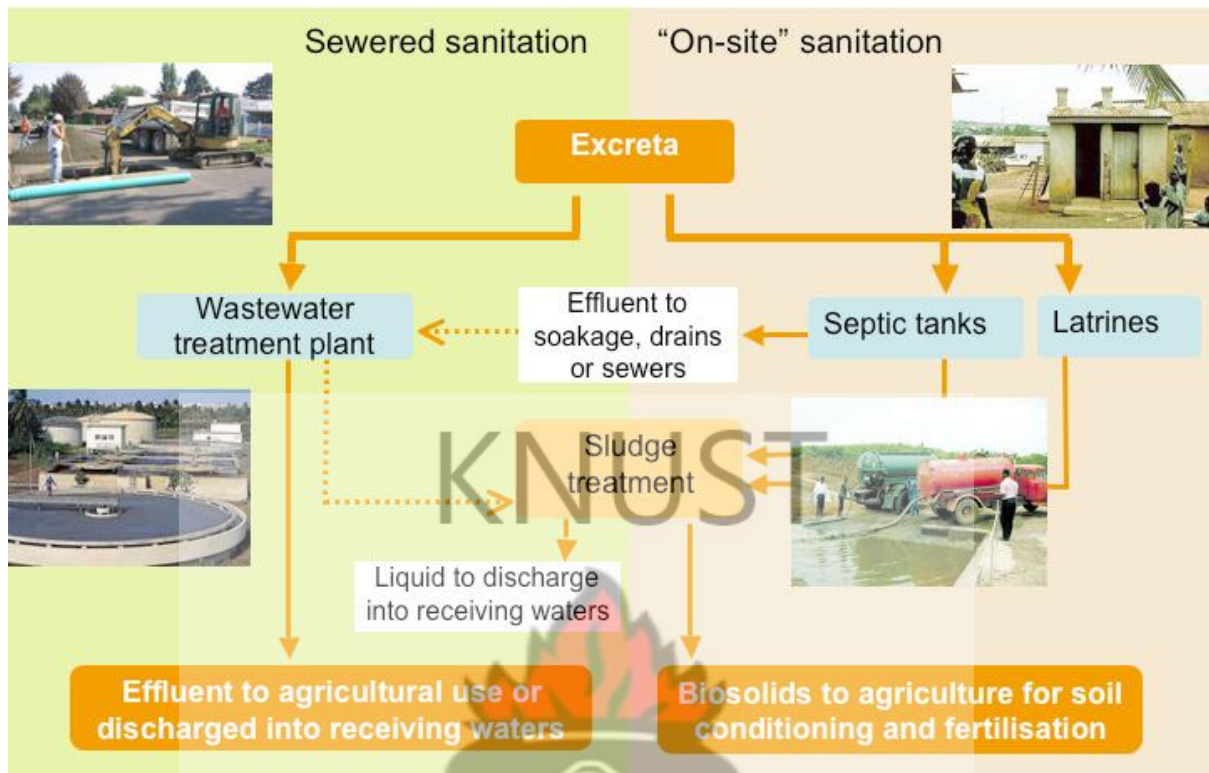 Sewered sanitation
“On-site” sanitation
Excreta
Wastewater
treatment plant
Effluent to
soakage, drains
or sewers
Septic tanks
Latrines
Sludge
treatment
KNUST
Liquid to discharge
into receiving waters
Effluent to agricultural use or
discharged into receiving waters
Biosolids to agriculture for soil
conditioning and fertilisation